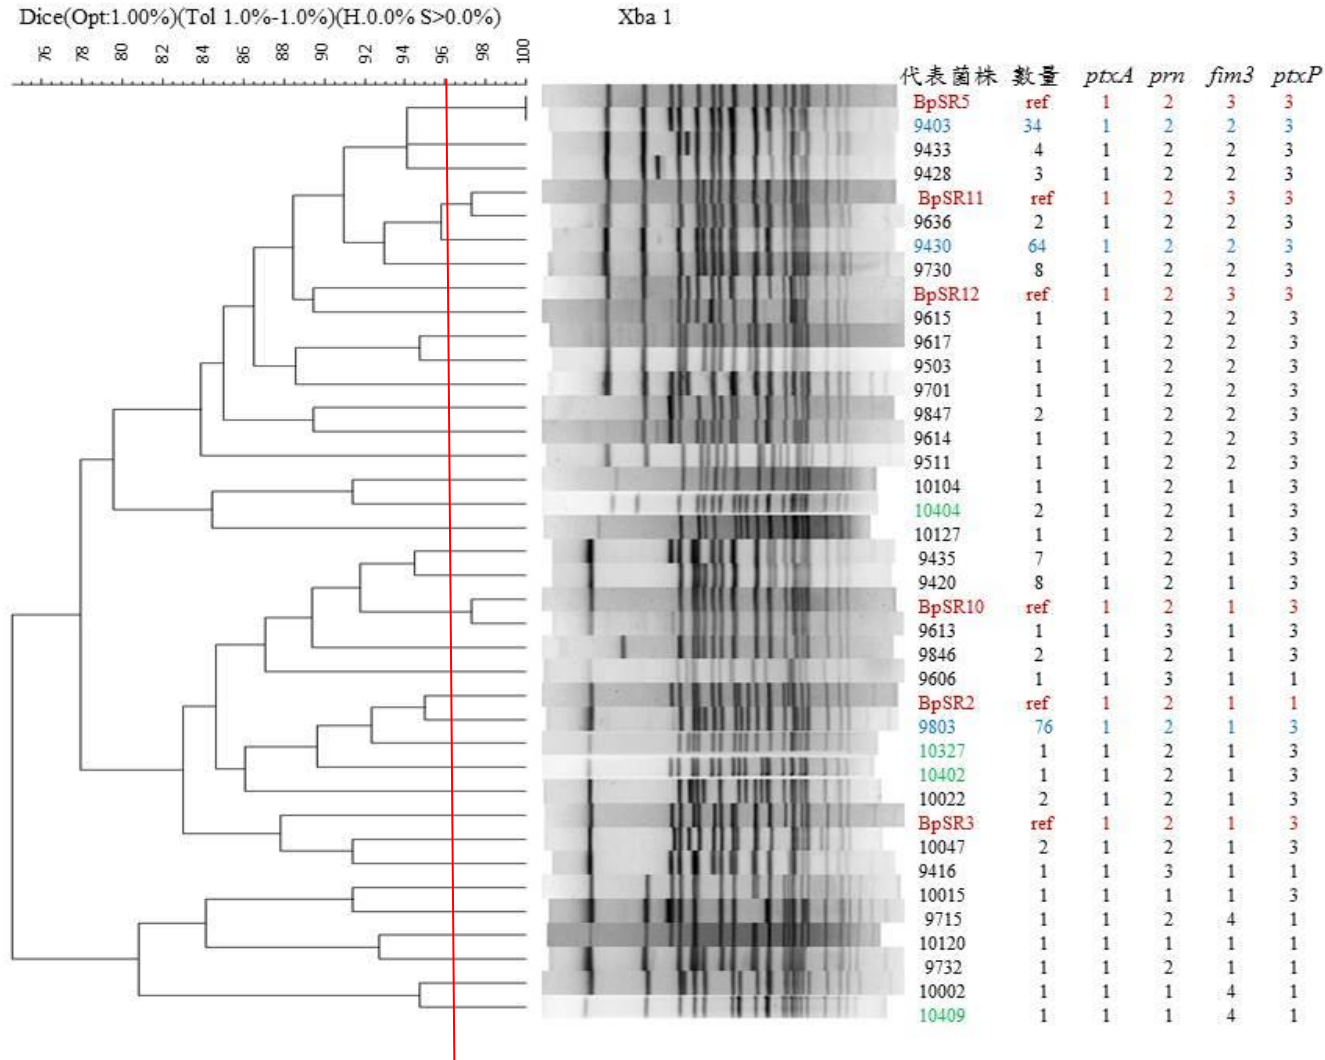 Dice(Opt:1.00%)(Tol 1.0%-1.0%)(H.0.0% S>0.0%) Xba 1
76 78 80 82 84 86 88 90 92 94 96 98 100
代表菌株 數量 ptxA prn fim3 ptxP
BpSR5 ref 1 2 3 3
9403 34 1 2 2 3
9433 4 1 2 2 3
9428 3 1 2 2 3
BpSR11 ref 1 2 3 3
9636 2 1 2 2 3
9430 64 1 2 2 3
9730 8 1 2 2 3
BpSR12 ref 1 2 3 3
9615 1 1 2 2 3
9617 1 1 2 2 3
9503 1 1 2 2 3
9701 1 1 2 2 3
9847 2 1 2 2 3
9614 1 1 2 2 3
9511 1 1 2 2 3
10104 1 1 2 1 3
10404 2 1 2 1 3
10127 1 1 2 1 3
9435 7 1 2 1 3
9420 8 1 2 1 3
BpSR10 ref 1 2 1 3
9613 1 1 3 1 3
9846 2 1 2 1 3
9606 1 1 3 1 1
BpSR2 ref 1 2 1 1
9803 76 1 2 1 3
10327 1 1 2 1 3
10402 1 1 2 1 3
10022 2 1 2 1 3
BpSR3 ref 1 2 1 3
10047 2 1 2 1 3
9416 1 1 3 1 1
10015 1 1 1 1 3
9715 1 1 2 4 1
10120 1 1 1 1 1
9732 1 1 2 1 1
10002 1 1 1 4 1
10409 1 1 1 4 1